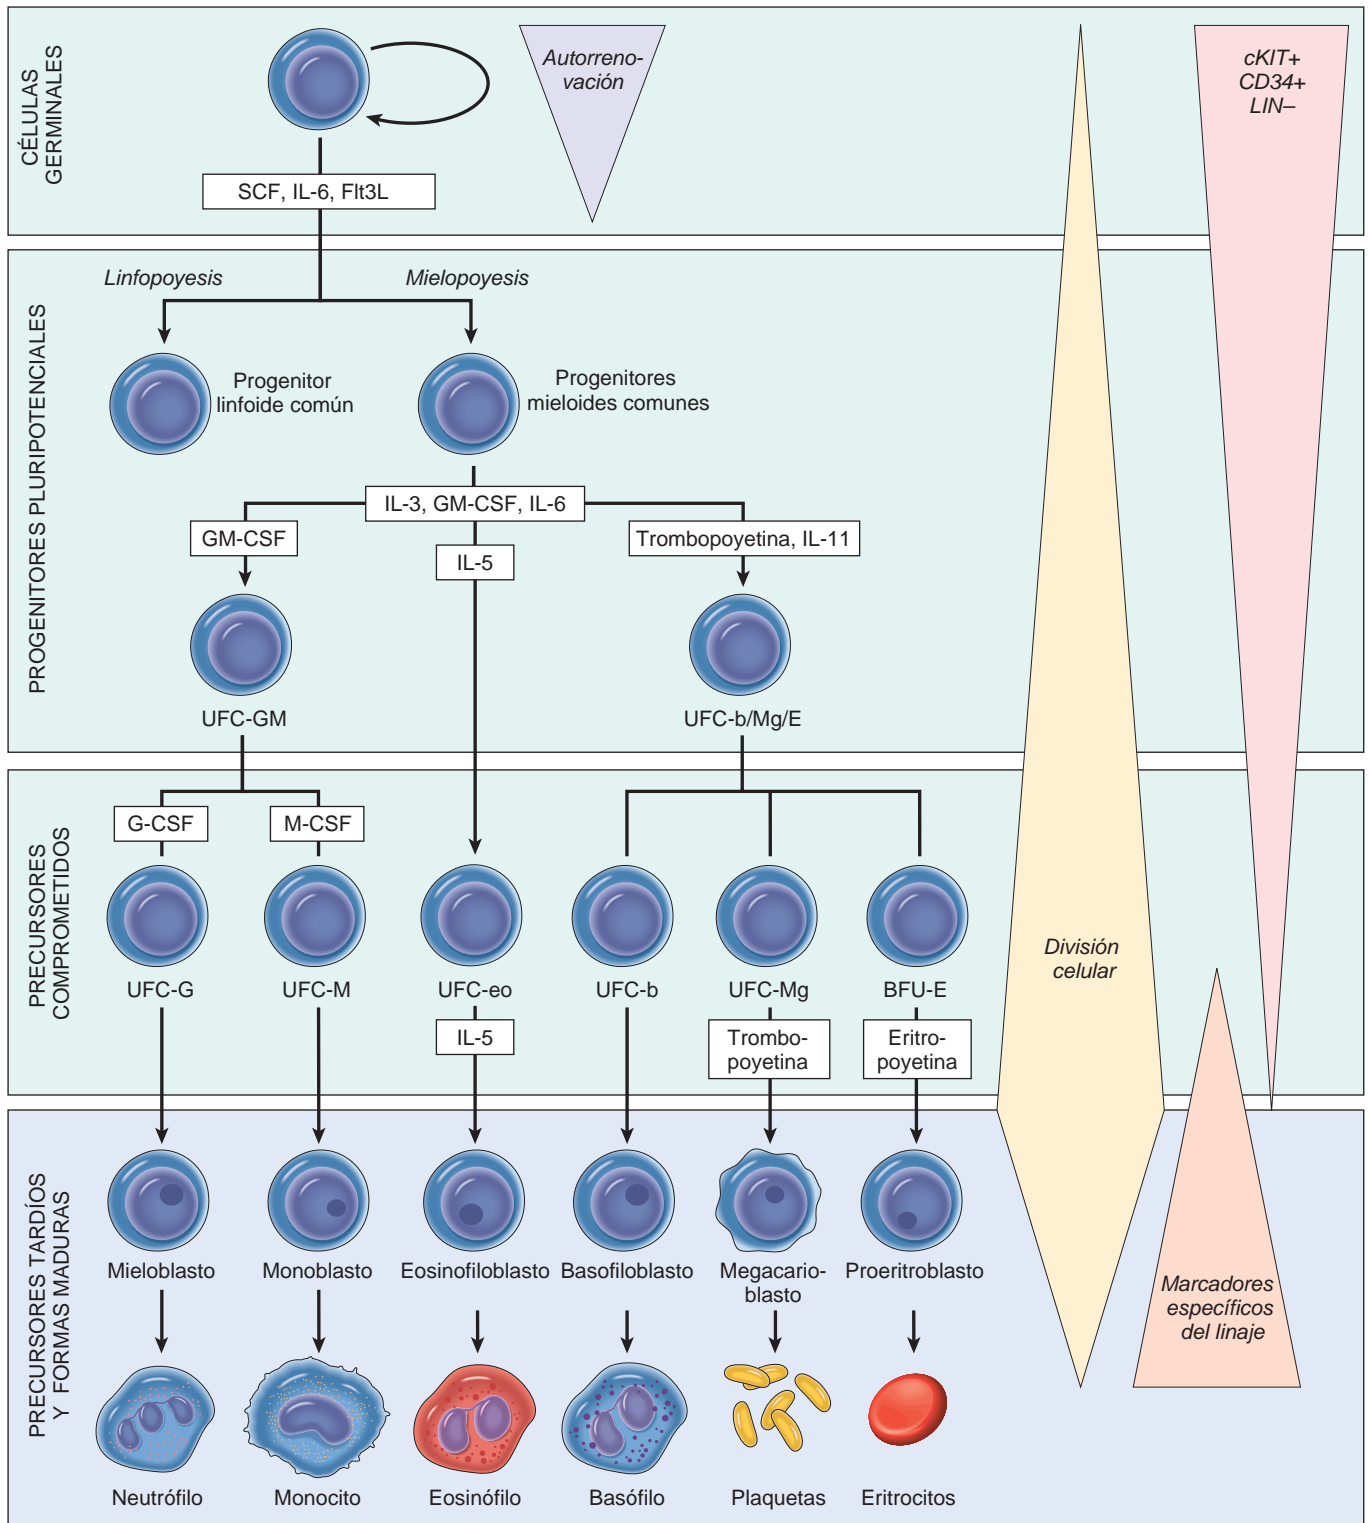 CÉLULAS
GERMINALES
Autorreno-
vación
cKIT+
CD34+
LIN–
SCF, IL-6, Flt3L
PROGENITORES PLURIPOTENCIALES
Linfopoyesis
Mielopoyesis
Progenitor
linfoide común
Progenitores
mieloides comunes
IL-3, GM-CSF, IL-6
GM-CSF
IL-5
Trombopoyetina, IL-11
UFC-GM
UFC-b/Mg/E
PRECURSORES
COMPROMETIDOS
G-CSF
M-CSF
División
celular
UFC-G
UFC-M
UFC-eo
UFC-b
UFC-Mg
BFU-E
IL-5
Trombo-
poyetina
Eritro-
poyetina
PRECURSORES TARDÍOS
Y FORMAS MADURAS
Mieloblasto
Monoblasto
Eosinofiloblasto
Basofiloblasto
Megacario-
blasto
Proeritroblasto
Marcadores
específicos
del linaje
Neutrófilo
Monocito
Eosinófilo
Basófilo
Plaquetas
Eritrocitos